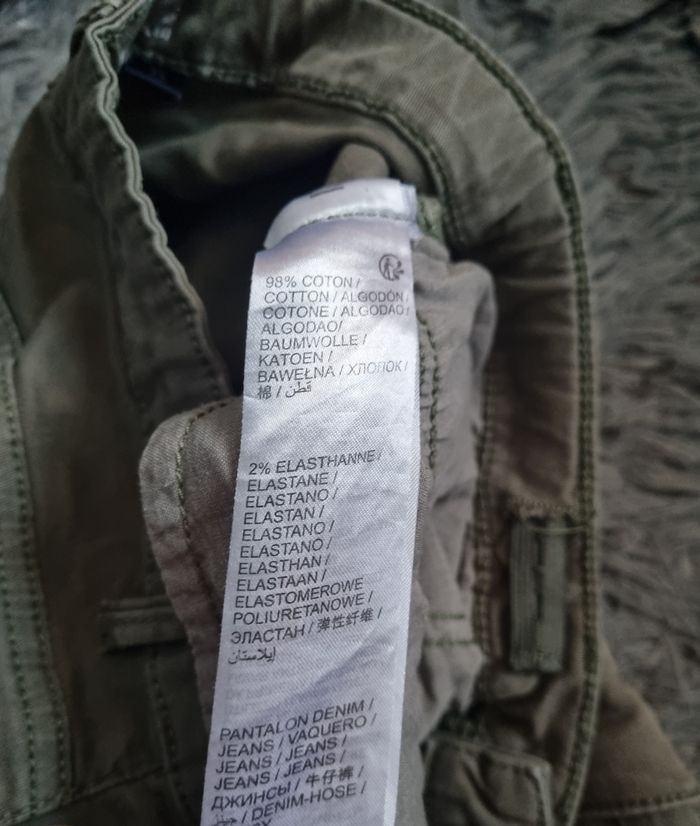 98% COTON /
COTTON / ALGODÓN /
COTONE / ALGODAO /
ALGODAO/
BAUMWOLLE /
KATOEN /
BAWEŁNA / ХЛОПОК /
棉 / قطن
2% ELASTHANNE /
ELASTANE /
ELASTANO /
ELASTAN /
ELASTANO /
ELASTANO /
ELASTHAN /
ELASTAAN /
ELASTOMEROWE
POLIURETANOWE /
ЭЛАСТАН / 弹性纤维 /
إيلاستان
PANTALON DENIM /
JEANS / VAQUERO /
JEANS / JEANS /
JEANS / JEANS /
ДЖИНСЫ / 牛仔裤 /
/ DENIM-HOSE /